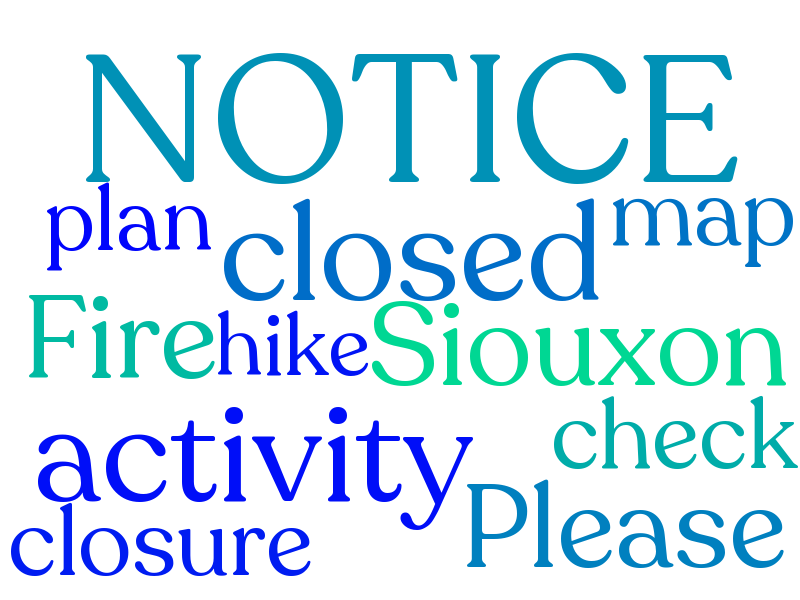 NOTICE
plan closed map
Fire hike Siouxon
activity check
closure Please